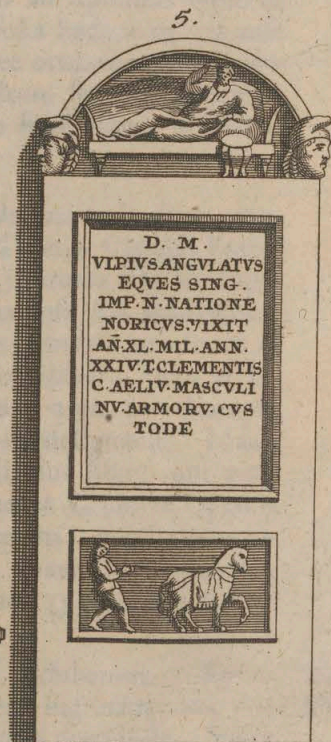 5.
D. M.
VLPIVS ANGVLATVS
EQVES SING.
IMP. N. NATIONE
NORICVS. VIXIT
AN̄. XL. MIL. ANN.
XXIV. T. CLEMENTIS
C. AELIV. MASCVLI
NV. ARMORV. CVS
TODE